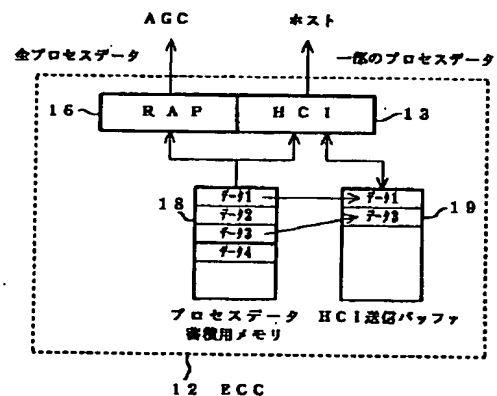 AGC ホスト
全プロセスデータ 一部のプロセスデータ
16 RAP HCI 13
18 データ1 データ1 19
データ2 データ3
データ3
データ4
プロセスデータ HCI送信バッファ
蓄積用メモリ
12 ECC